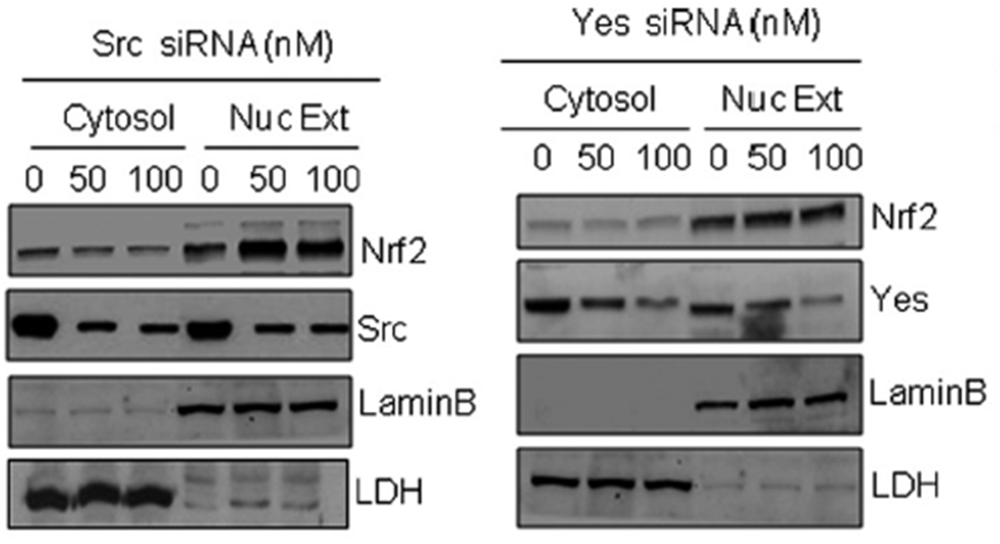 Src siRNA (nM)
Cytosol Nuc Ext
0 50 100 0 50 100
Nrf2
Src
LaminB
LDH
Yes siRNA (nM)
Cytosol Nuc Ext
0 50 100 0 50 100
Nrf2
Yes
LaminB
LDH